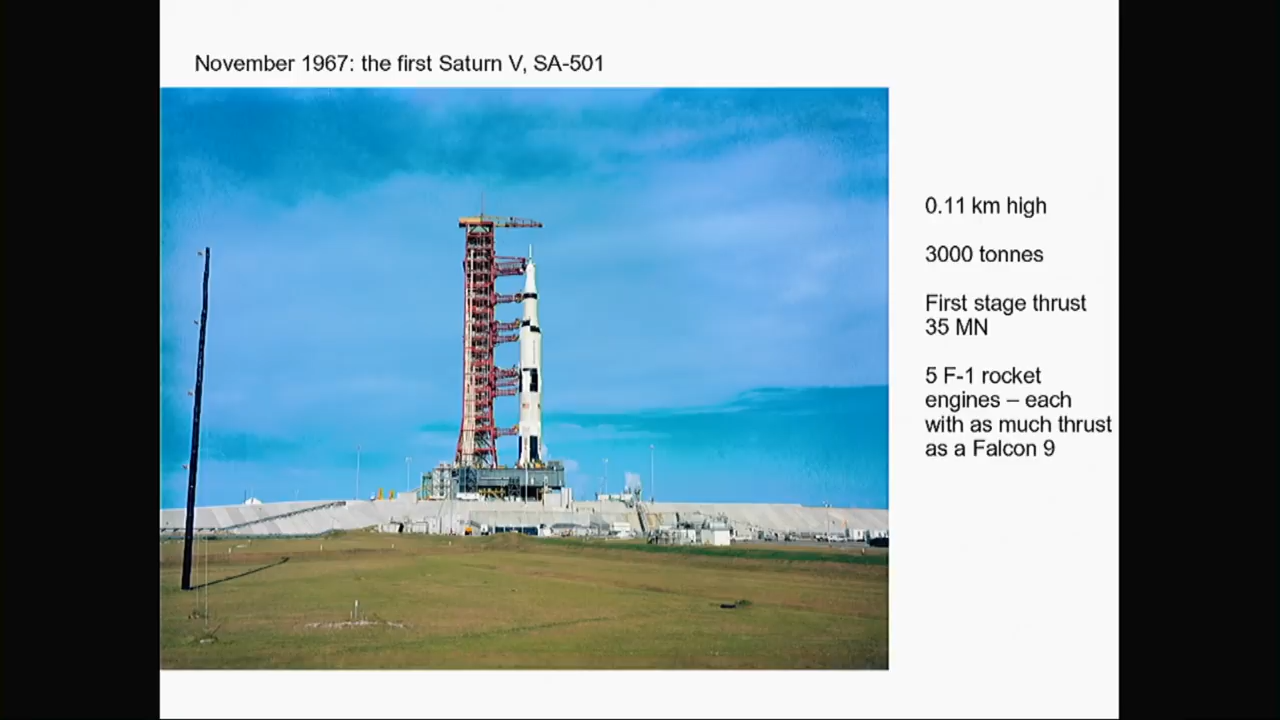 November 1967: the first Saturn V, SA-501
0.11 km high
3000 tonnes
First stage thrust
35 MN
5 F-1 rocket
engines – each
with as much thrust
as a Falcon 9